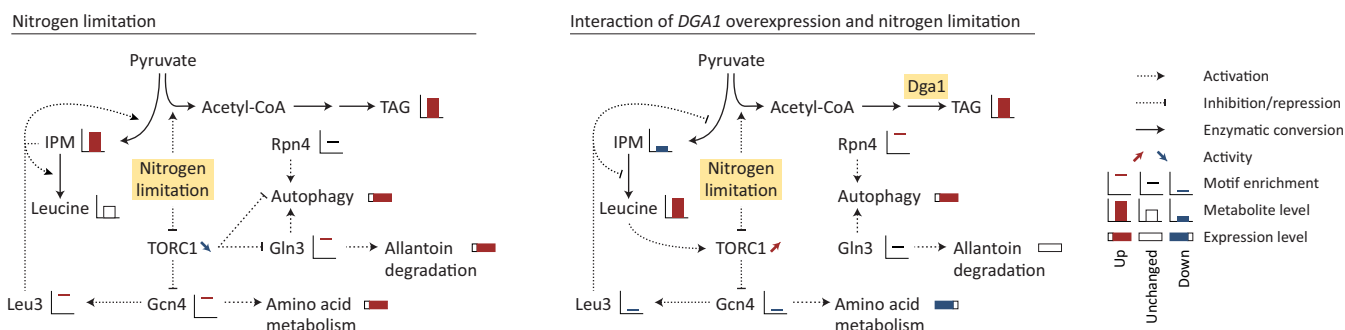 Nitrogen limitation
Pyruvate
Acetyl-CoA
TAG
IPM
Rpn4
Nitrogen
limitation
Leucine
Autophagy
TORC1
Gln3
Allantoin
degradation
Leu3
Gcn4
Amino acid
metabolism
Interaction of DGA1 overexpression and nitrogen limitation
Pyruvate
Dga1
Acetyl-CoA
TAG
IPM
Rpn4
Nitrogen
limitation
Leucine
Autophagy
TORC1
Gln3
Allantoin
degradation
Leu3
Gcn4
Amino acid
metabolism
Activation
Inhibition/repression
Enzymatic conversion
Activity
Motif enrichment
Metabolite level
Expression level
Up
Unchanged
Down